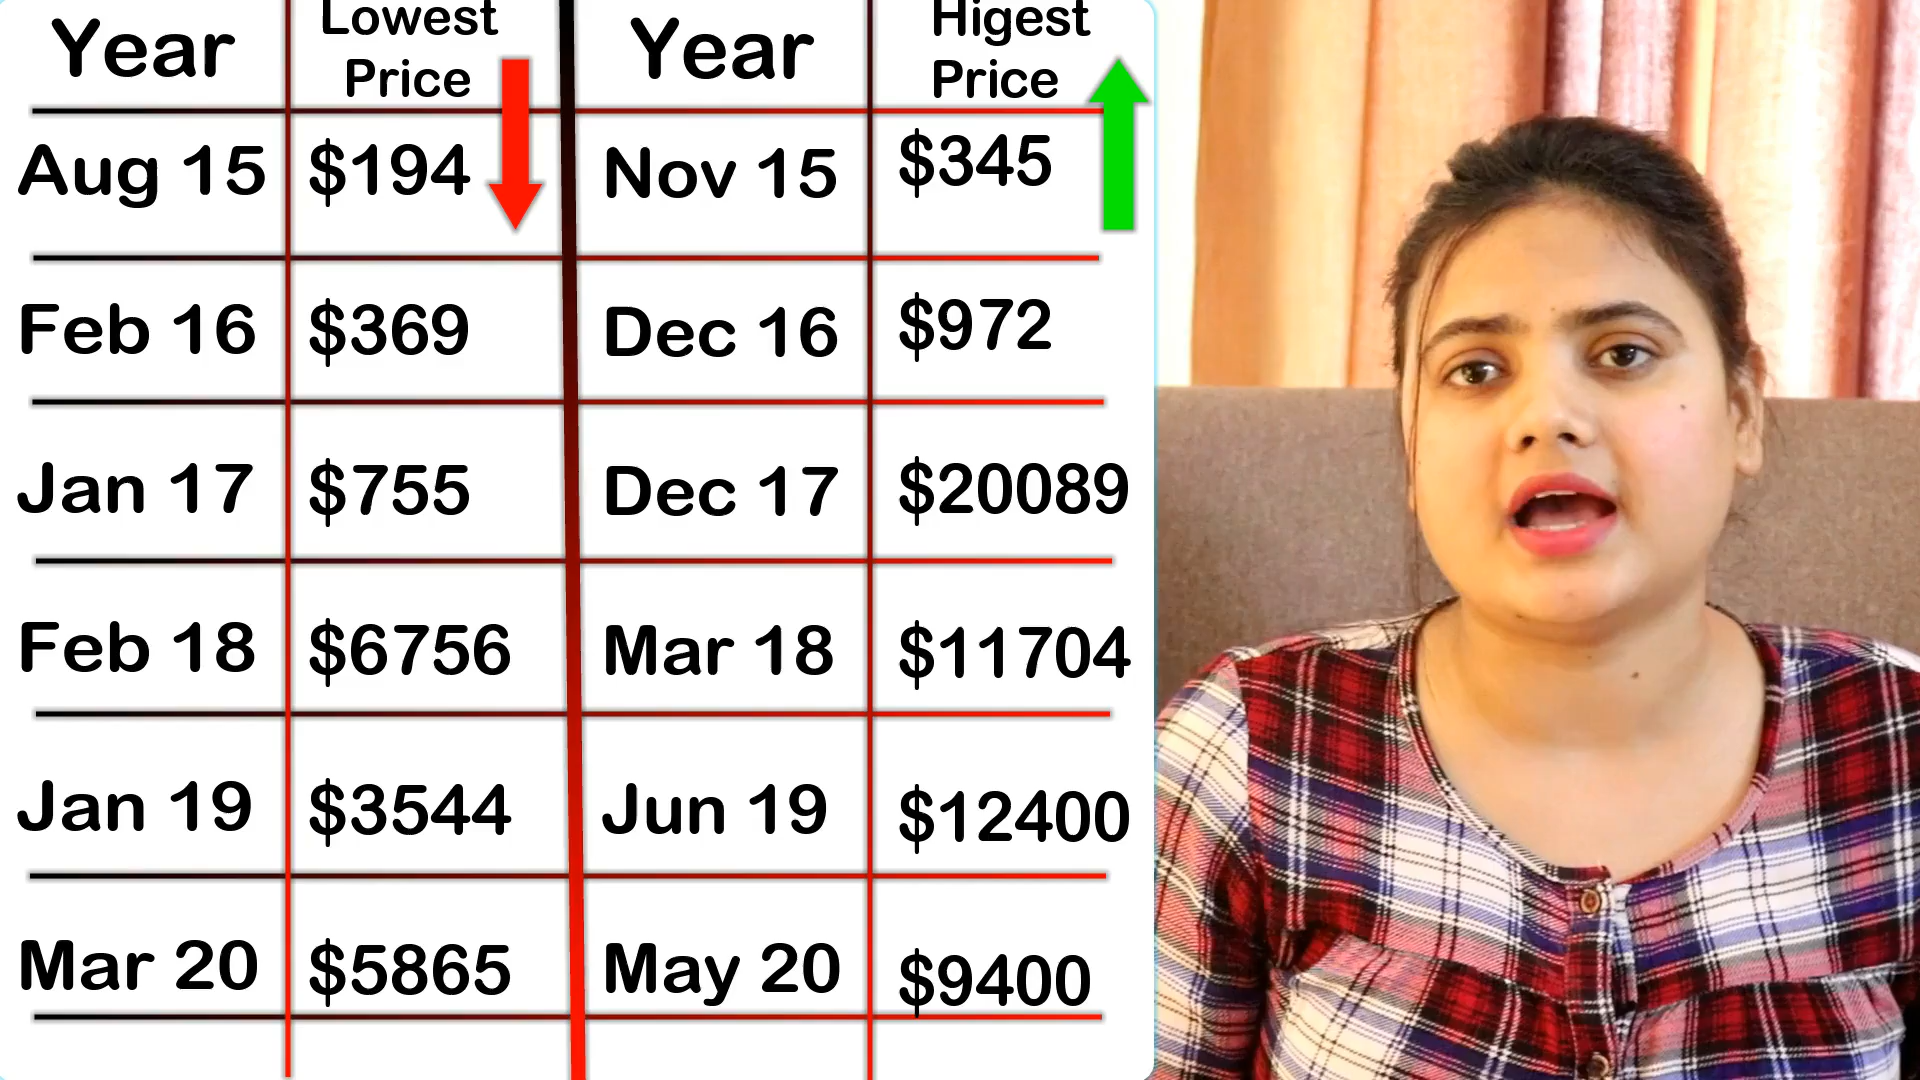 Year Lowest Price Year Higest Price
Aug 15 $194 Nov 15 $345
Feb 16 $369 Dec 16 $972
Jan 17 $755 Dec 17 $20089
Feb 18 $6756 Mar 18 $11704
Jan 19 $3544 Jun 19 $12400
Mar 20 $5865 May 20 $9400